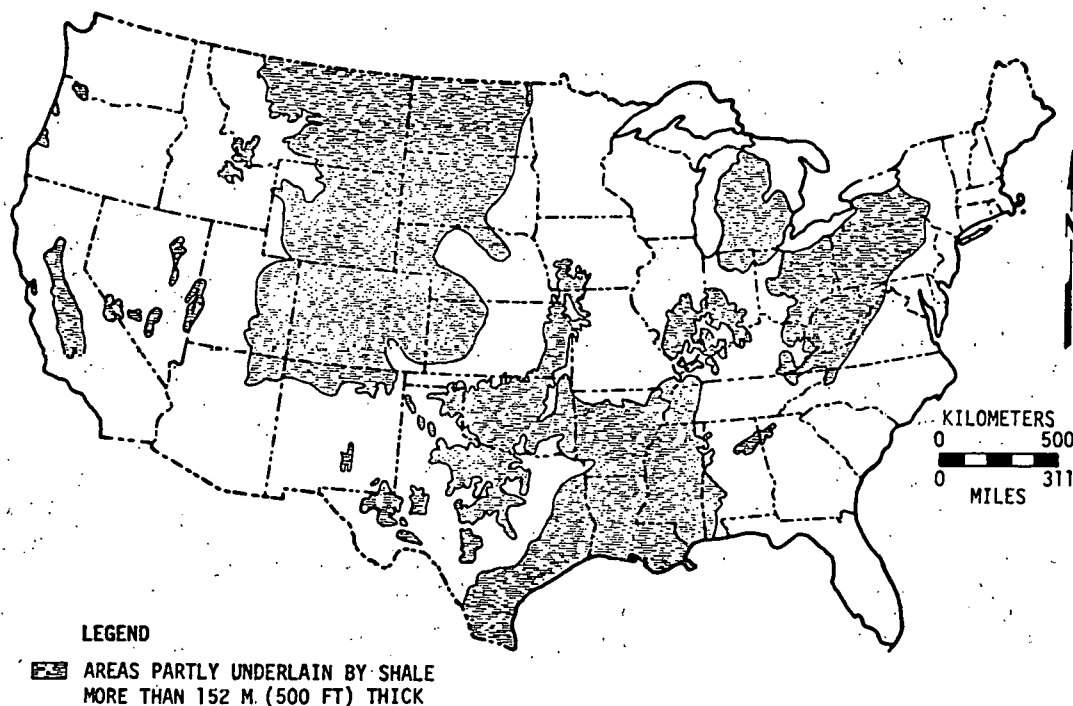 N
KILOMETERS
0 500
0 311
MILES
LEGEND
AREAS PARTLY UNDERLAIN BY SHALE
MORE THAN 152 M. (500 FT) THICK